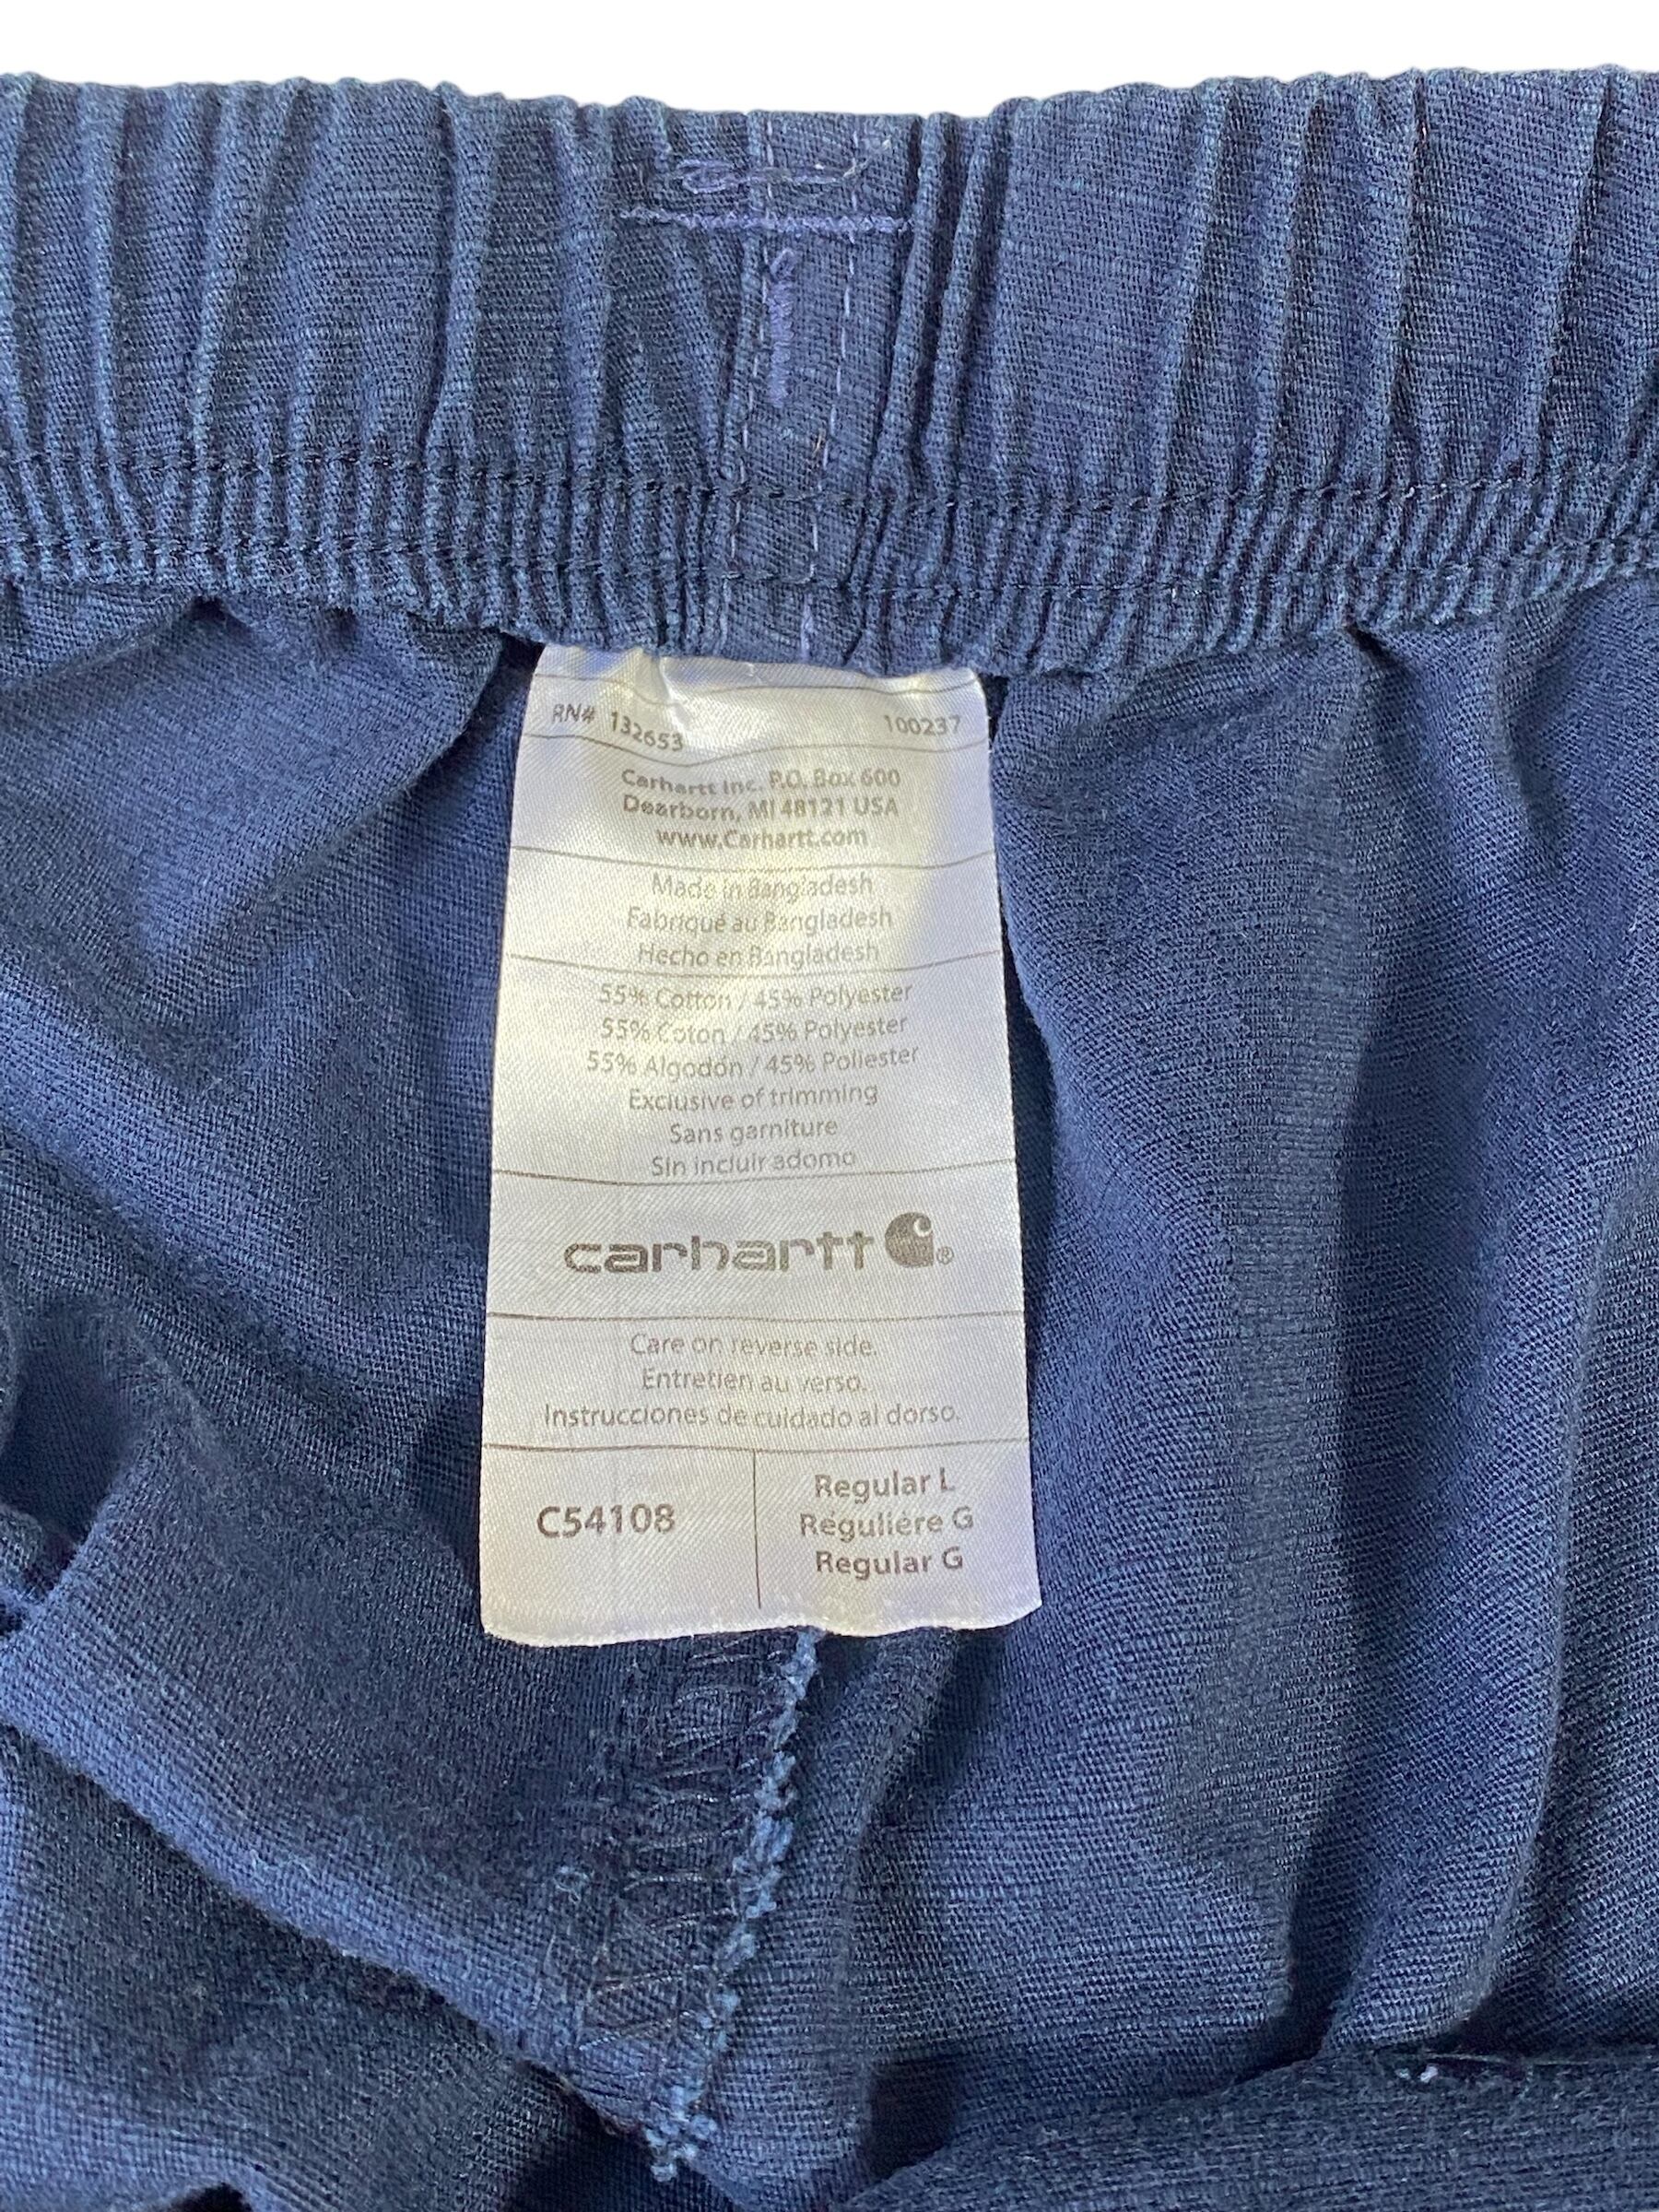 RN# 132653 100237
Carhartt Inc. P.O. Box 600
Dearborn, MI 48121 USA
www.Carhartt.com
Made in Bangladesh
Fabriqué au Bangladesh
Hecho en Bangladesh
55% Cotton / 45% Polyester
55% Coton / 45% Polyester
55% Algodón / 45% Poliester
Exclusive of trimming
Sans garniture
Sin incluir adorno
carhartt®
Care on reverse side.
Entretien au verso.
Instrucciones de cuidado al dorso.
C54108
Regular L
Réguliére G
Regular G